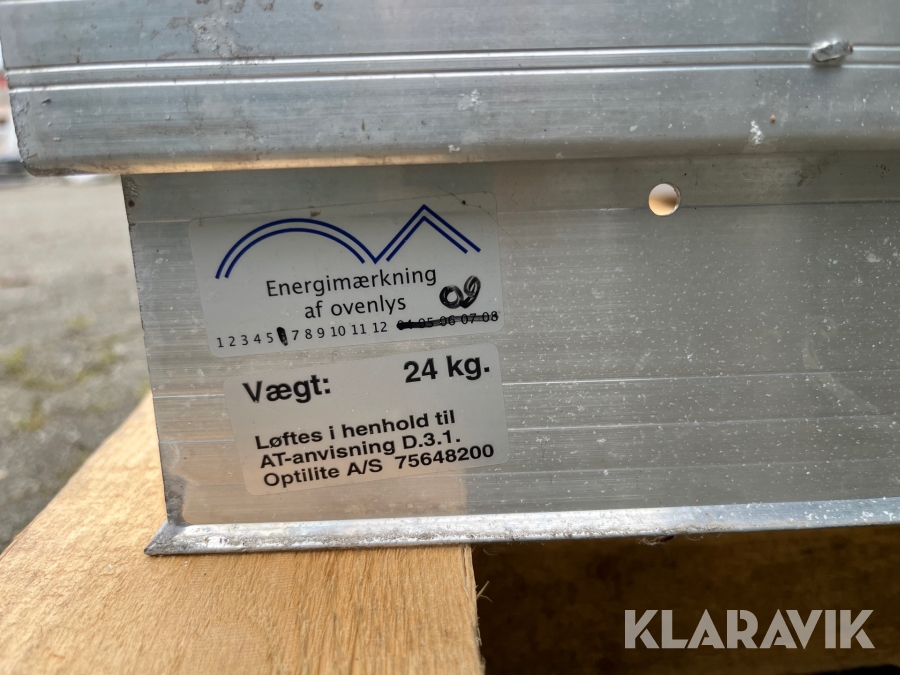 Energimærkning
af ovenlys
09
1 2 3 4 5 7 8 9 10 11 12 04 05 06 07 08
Vægt: 24 kg.
Løftes i henhold til
AT-anvisning D.3.1.
Optilite A/S 75648200
KLARAVIK